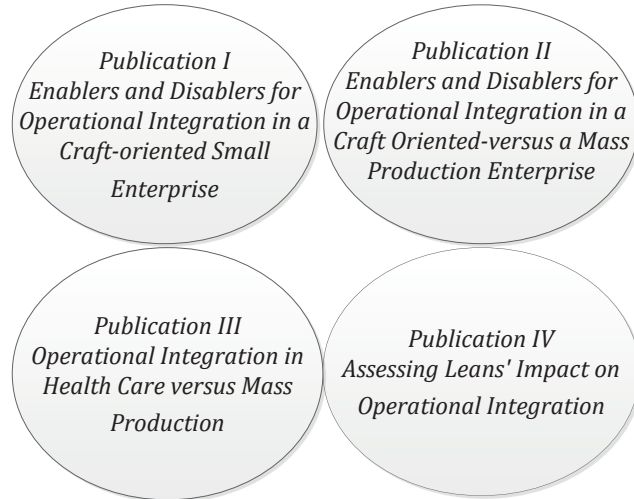 Publication I
Enablers and Disablers for
Operational Integration in a
Craft-oriented Small
Enterprise
Publication II
Enablers and Disablers for
Operational Integration in a
Craft Oriented-versus a Mass
Production Enterprise
Publication III
Operational Integration in
Health Care versus Mass
Production
Publication IV
Assessing Leans' Impact on
Operational Integration